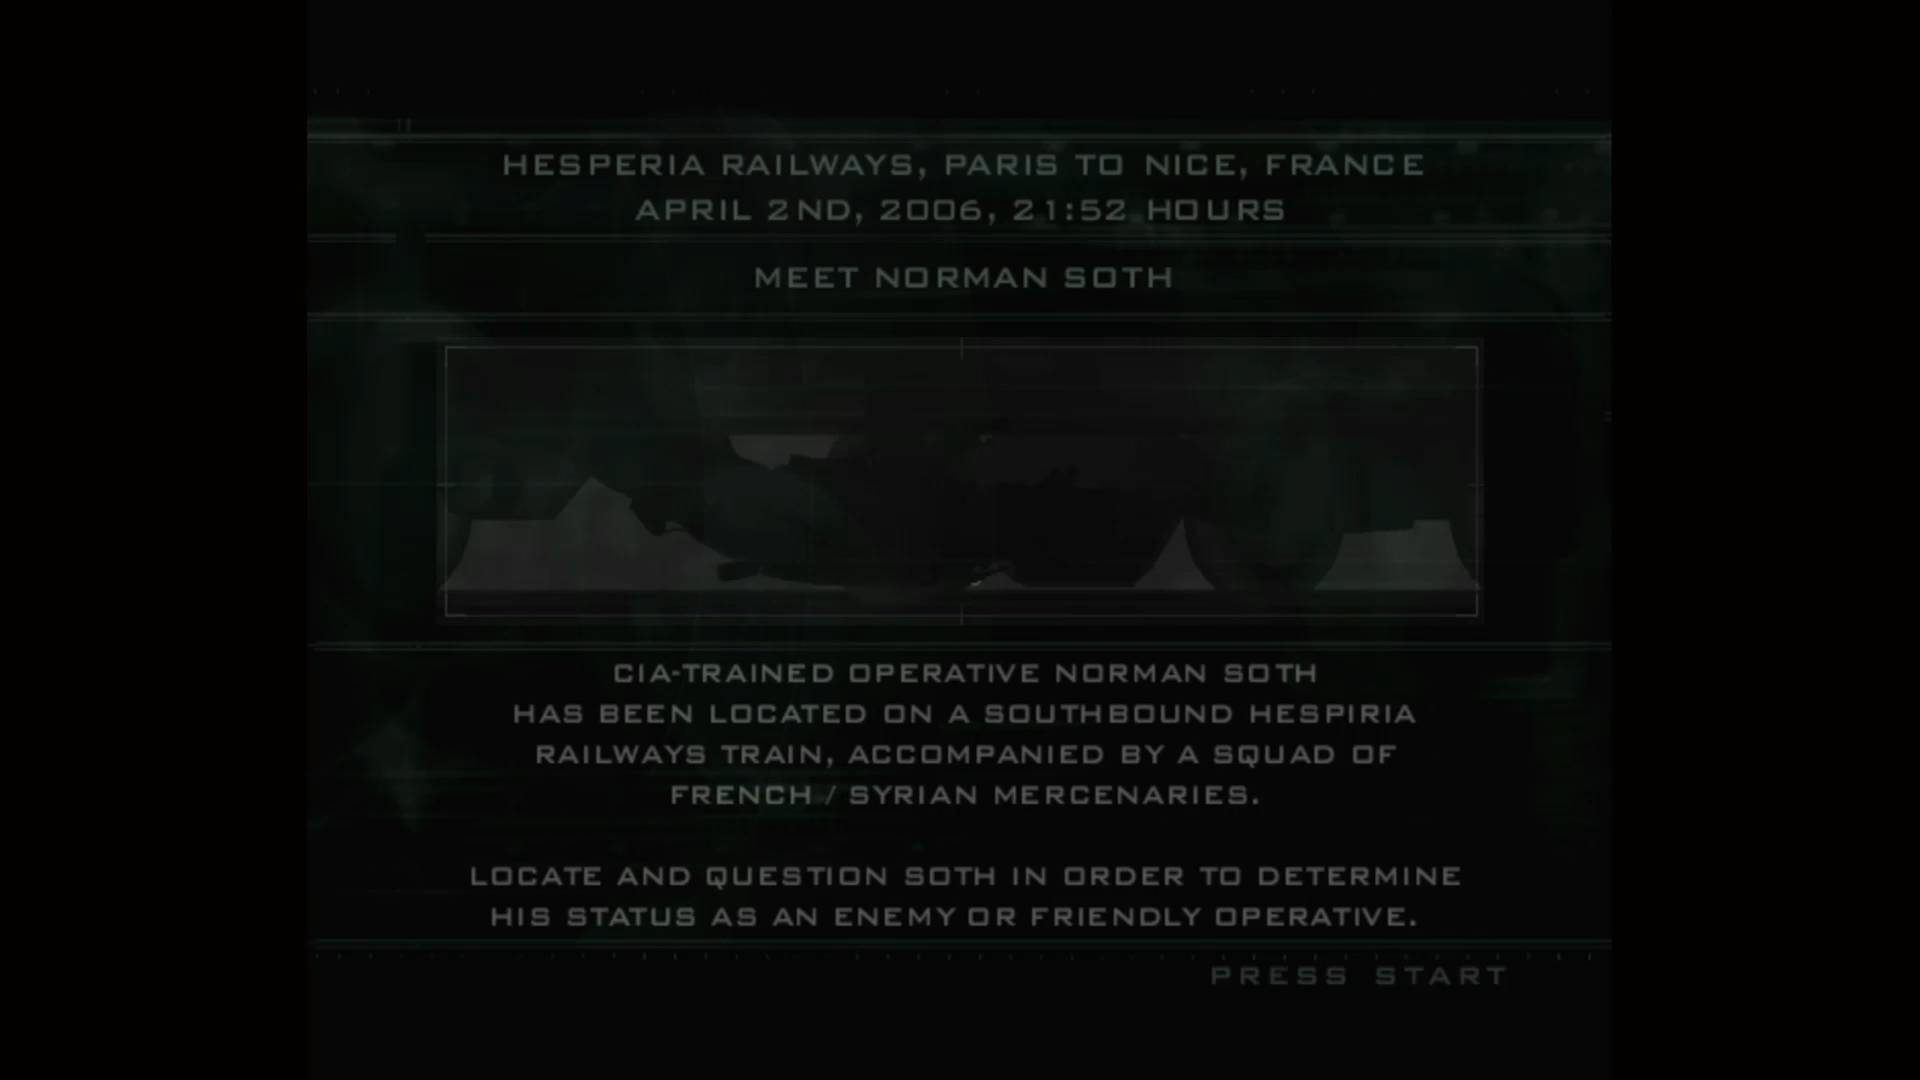 HESPERIA RAILWAYS, PARIS TO NICE, FRANCE
APRIL 2ND, 2006, 21:52 HOURS
MEET NORMAN SOTH
CIA-TRAINED OPERATIVE NORMAN SOTH
HAS BEEN LOCATED ON A SOUTHBOUND HESPIRIA
RAILWAYS TRAIN, ACCOMPANIED BY A SQUAD OF
FRENCH / SYRIAN MERCENARIES.
LOCATE AND QUESTION SOTH IN ORDER TO DETERMINE
HIS STATUS AS AN ENEMY OR FRIENDLY OPERATIVE.
PRESS START